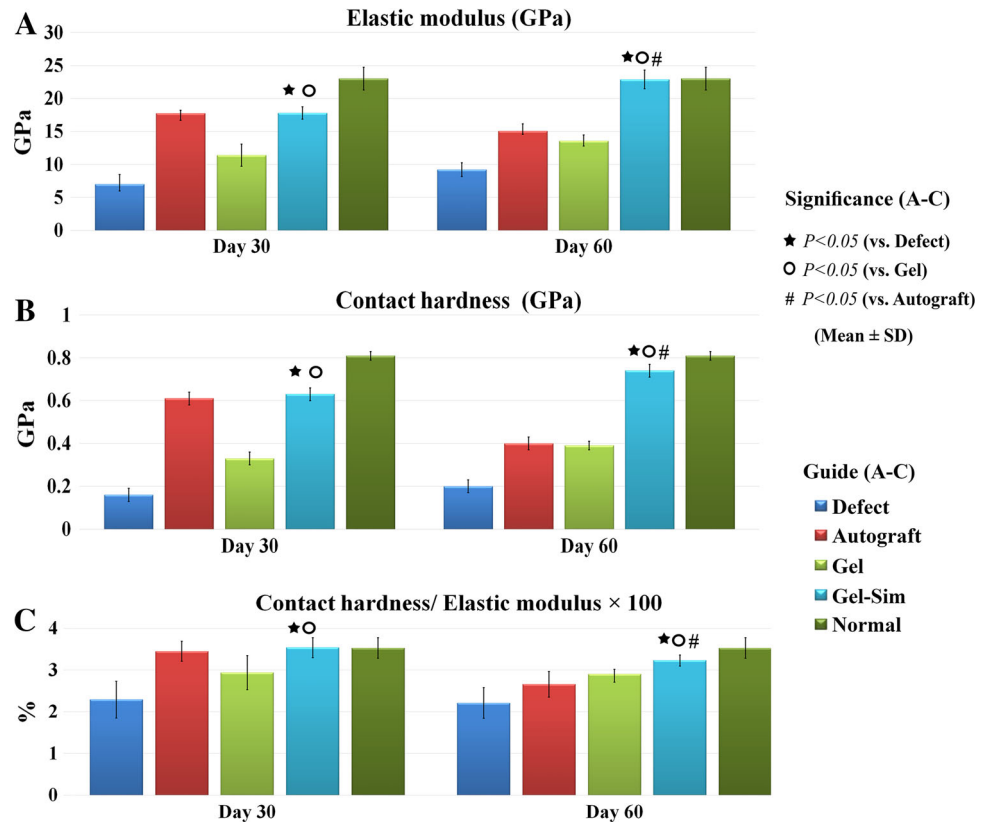 A
Elastic modulus (GPa)
30
25
20
15
10
5
0
GPa
★ O
★O#
Day 30
Day 60
B
Contact hardness (GPa)
1
0.8
0.6
0.4
0.2
0
GPa
★ O
★O#
Day 30
Day 60
C
Contact hardness/ Elastic modulus × 100
4
3
2
1
0
%
★O
★O#
Day 30
Day 60
Significance (A-C)
★ P<0.05 (vs. Defect)
O P<0.05 (vs. Gel)
# P<0.05 (vs. Autograft)
(Mean ± SD)
Guide (A-C)
Defect
Autograft
Gel
Gel-Sim
Normal